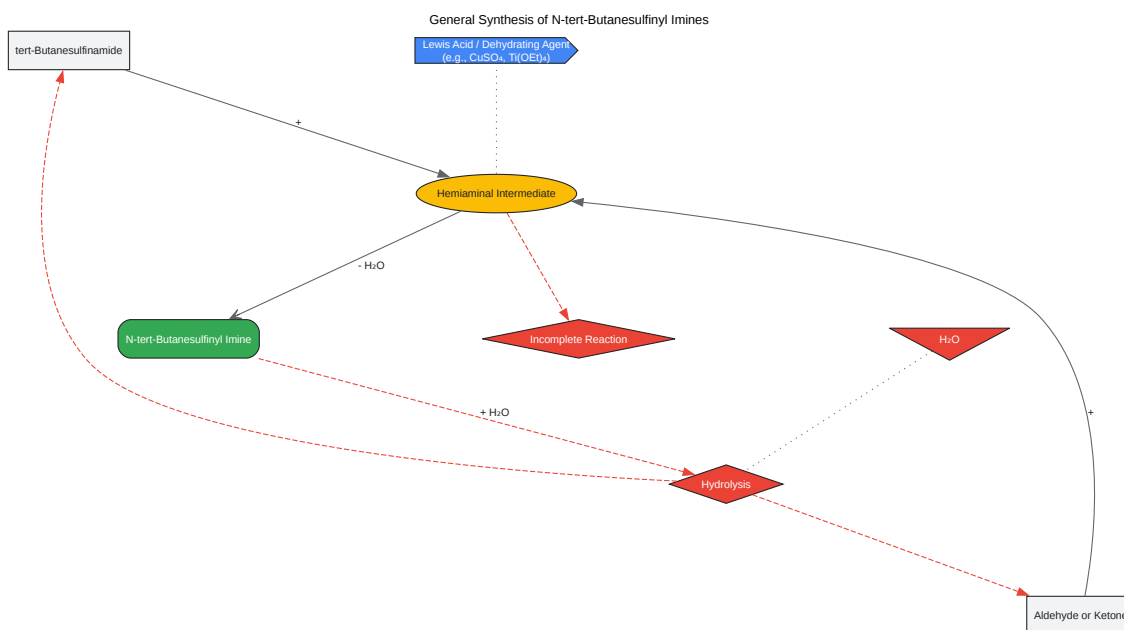 General Synthesis of N-tert-Butanesulfinyl Imines
tert-Butanesulfinamide
Lewis Acid / Dehydrating Agent
(e.g., CuSO₄, Ti(OEt)₄)
+
Hemiaminal Intermediate
- H₂O
N-tert-Butanesulfinyl Imine
Incomplete Reaction
H₂O
+ H₂O
+
Hydrolysis
Aldehyde or Ketone